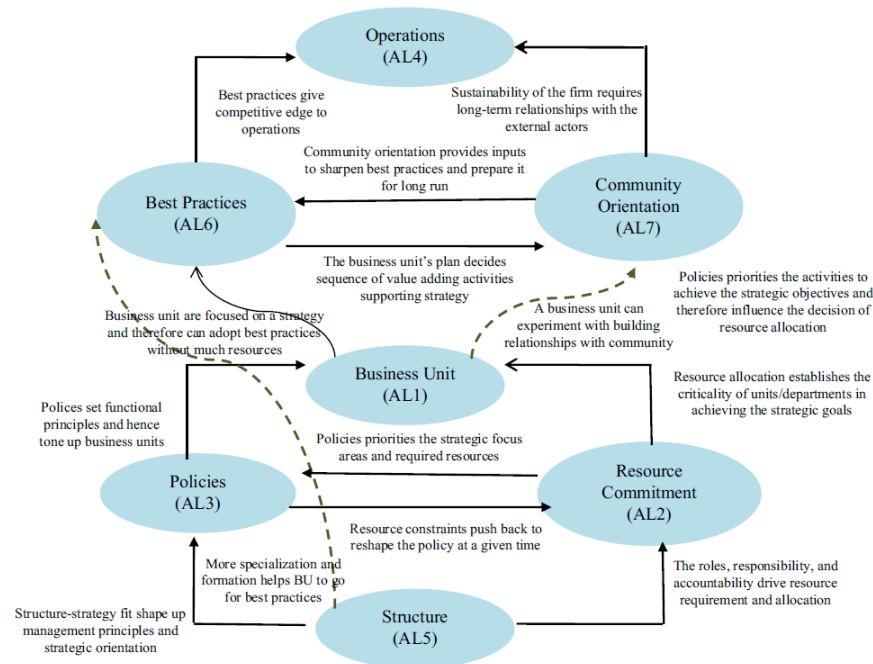 Operations
(AL4)
Best practices give
competitive edge to
operations
Sustainability of the firm requires
long-term relationships with the
external actors
Community orientation provides inputs
to sharpen best practices and prepare it
for long run
Best Practices
(AL6)
Community
Orientation
(AL7)
The business unit's plan decides
sequence of value adding activities
supporting strategy
Policies priorities the activities to
achieve the strategic objectives and
therefore influence the decision of
resource allocation
Business unit are focused on a strategy
and therefore can adopt best practices
without much resources
A business unit can
experiment with building
relationships with community
Business Unit
(AL1)
Polices set functional
principles and hence
tone up business units
Resource allocation establishes the
criticality of units/departments in
achieving the strategic goals
Policies priorities the strategic focus
areas and required resources
Policies
(AL3)
Resource
Commitment
(AL2)
Resource constraints push back to
reshape the policy at a given time
More specialization and
formation helps BU to go
for best practices
The roles, responsibility, and
accountability drive resource
requirement and allocation
Structure-strategy fit shape up
management principles and
strategic orientation
Structure
(AL5)